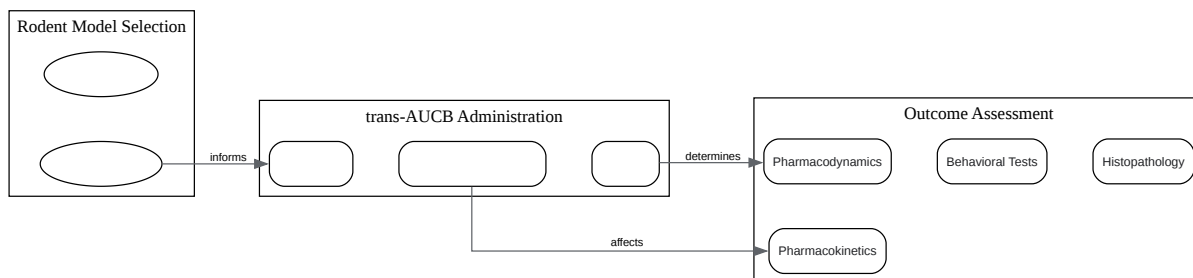 Rodent Model Selection
trans-AUCB Administration
Outcome Assessment
informs
determines
affects
Pharmacodynamics
Behavioral Tests
Histopathology
Pharmacokinetics